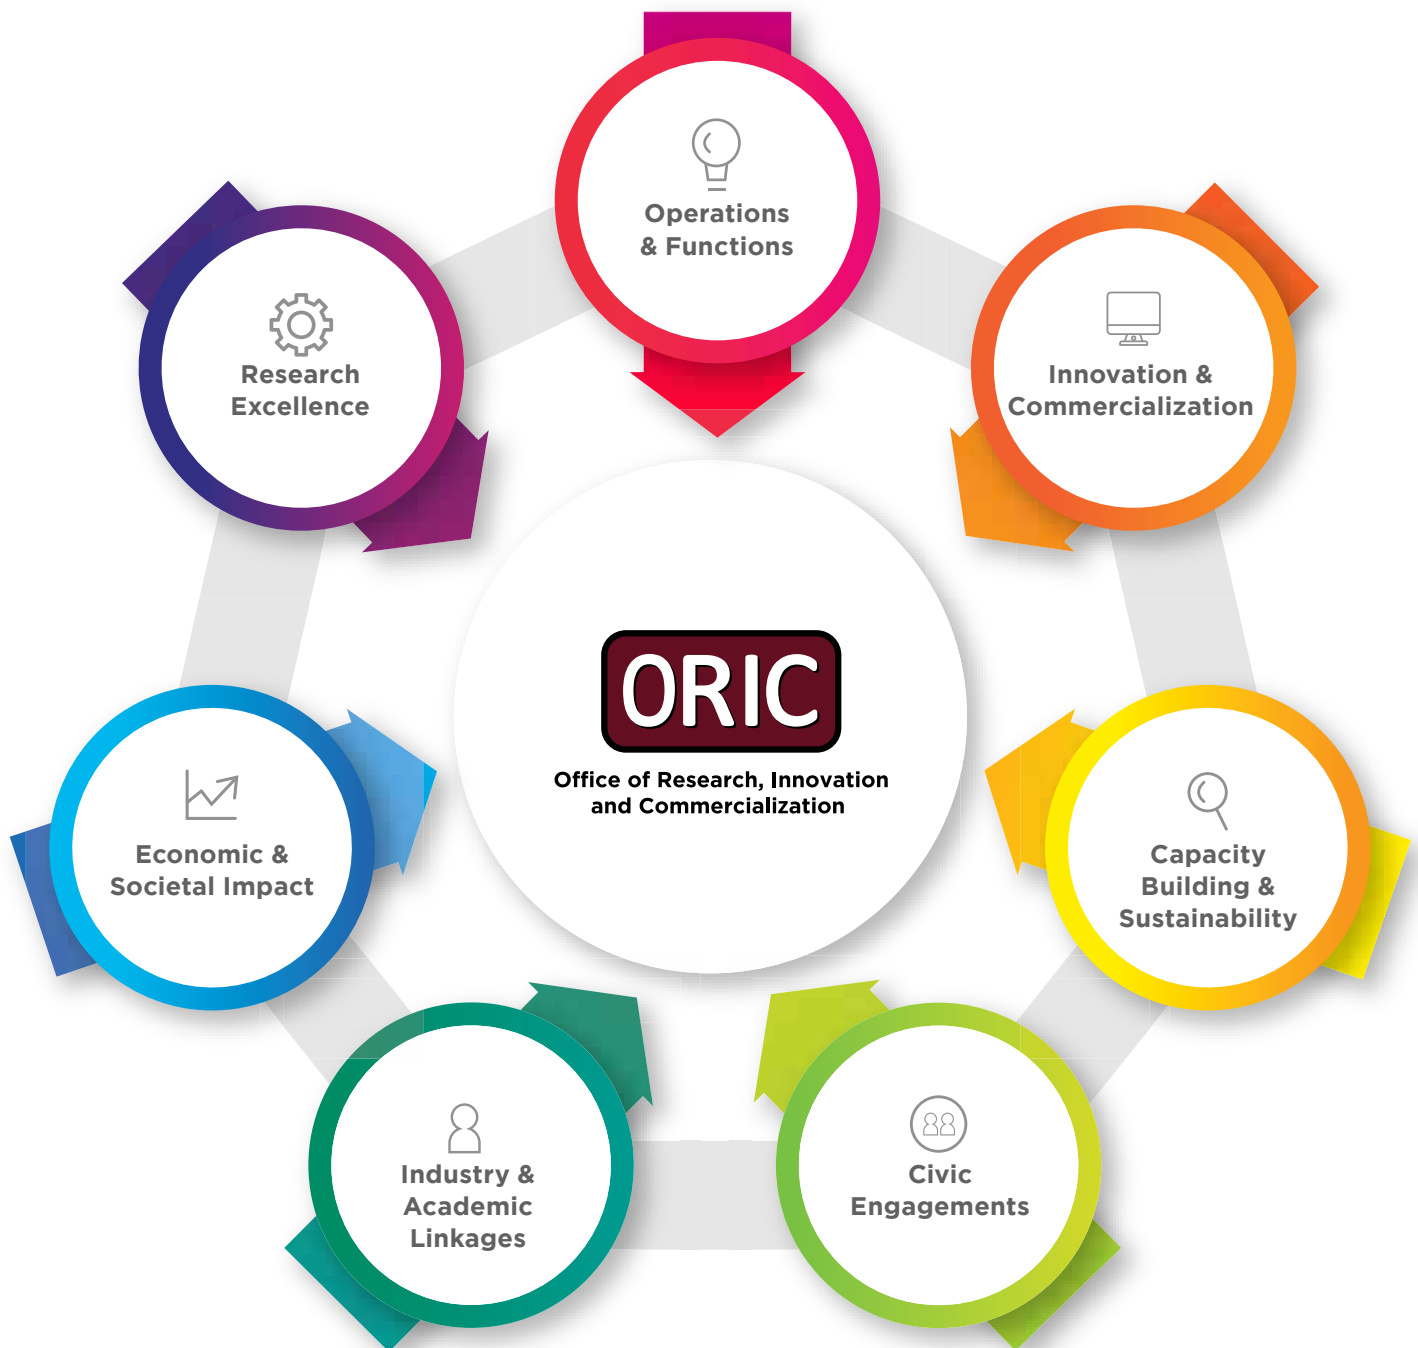 Operations
& Functions
Research
Excellence
Innovation &
Commercialization
ORIC
Office of Research, Innovation
and Commercialization
Economic &
Societal Impact
Capacity
Building &
Sustainability
Industry &
Academic
Linkages
Civic
Engagements